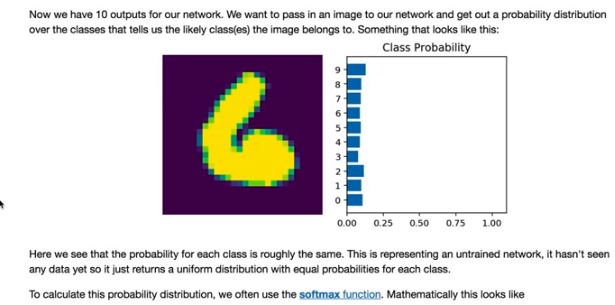 Now we have 10 outputs for our network. We want to pass in an image to our network and get out a probability distribution
over the classes that tells us the likely class(es) the image belongs to. Something that looks like this:
Class Probability
9
8
7
6
5
4
3
2
1
0
0.00 0.25 0.50 0.75 1.00
Here we see that the probability for each class is roughly the same. This is representing an untrained network, it hasn't seen
any data yet so it just returns a uniform distribution with equal probabilities for each class.
To calculate this probability distribution, we often use the softmax function. Mathematically this looks like